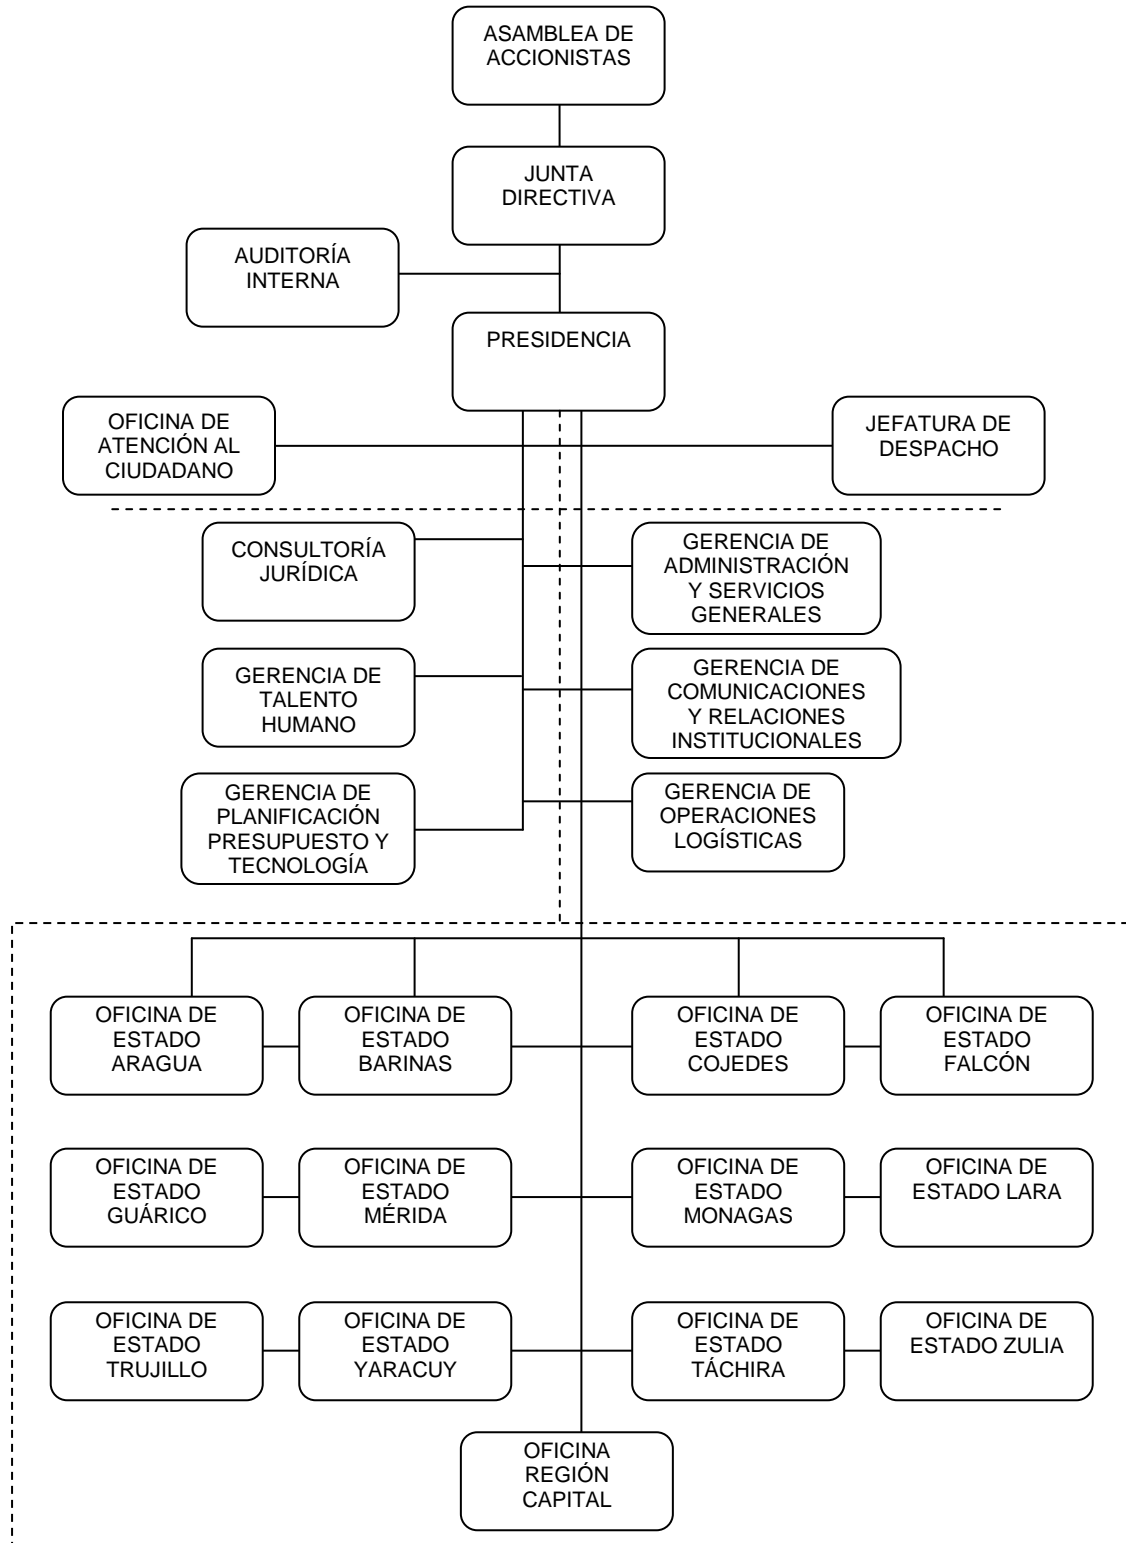 ASAMBLEA DE
ACCIONISTAS
JUNTA
DIRECTIVA
AUDITORÍA
INTERNA
PRESIDENCIA
OFICINA DE
ATENCIÓN AL
CIUDADANO
JEFATURA DE
DESPACHO
CONSULTORÍA
JURÍDICA
GERENCIA DE
ADMINISTRACIÓN
Y SERVICIOS
GENERALES
GERENCIA DE
TALENTO
HUMANO
GERENCIA DE
COMUNICACIONES
Y RELACIONES
INSTITUCIONALES
GERENCIA DE
PLANIFICACIÓN
PRESUPUESTO Y
TECNOLOGÍA
GERENCIA DE
OPERACIONES
LOGÍSTICAS
OFICINA DE
ESTADO
ARAGUA
OFICINA DE
ESTADO
BARINAS
OFICINA DE
ESTADO
COJEDES
OFICINA DE
ESTADO
FALCÓN
OFICINA DE
ESTADO
GUÁRICO
OFICINA DE
ESTADO
MÉRIDA
OFICINA DE
ESTADO
MONAGAS
OFICINA DE
ESTADO LARA
OFICINA DE
ESTADO
TRUJILLO
OFICINA DE
ESTADO
YARACUY
OFICINA DE
ESTADO
TÁCHIRA
OFICINA DE
ESTADO ZULIA
OFICINA
REGIÓN
CAPITAL